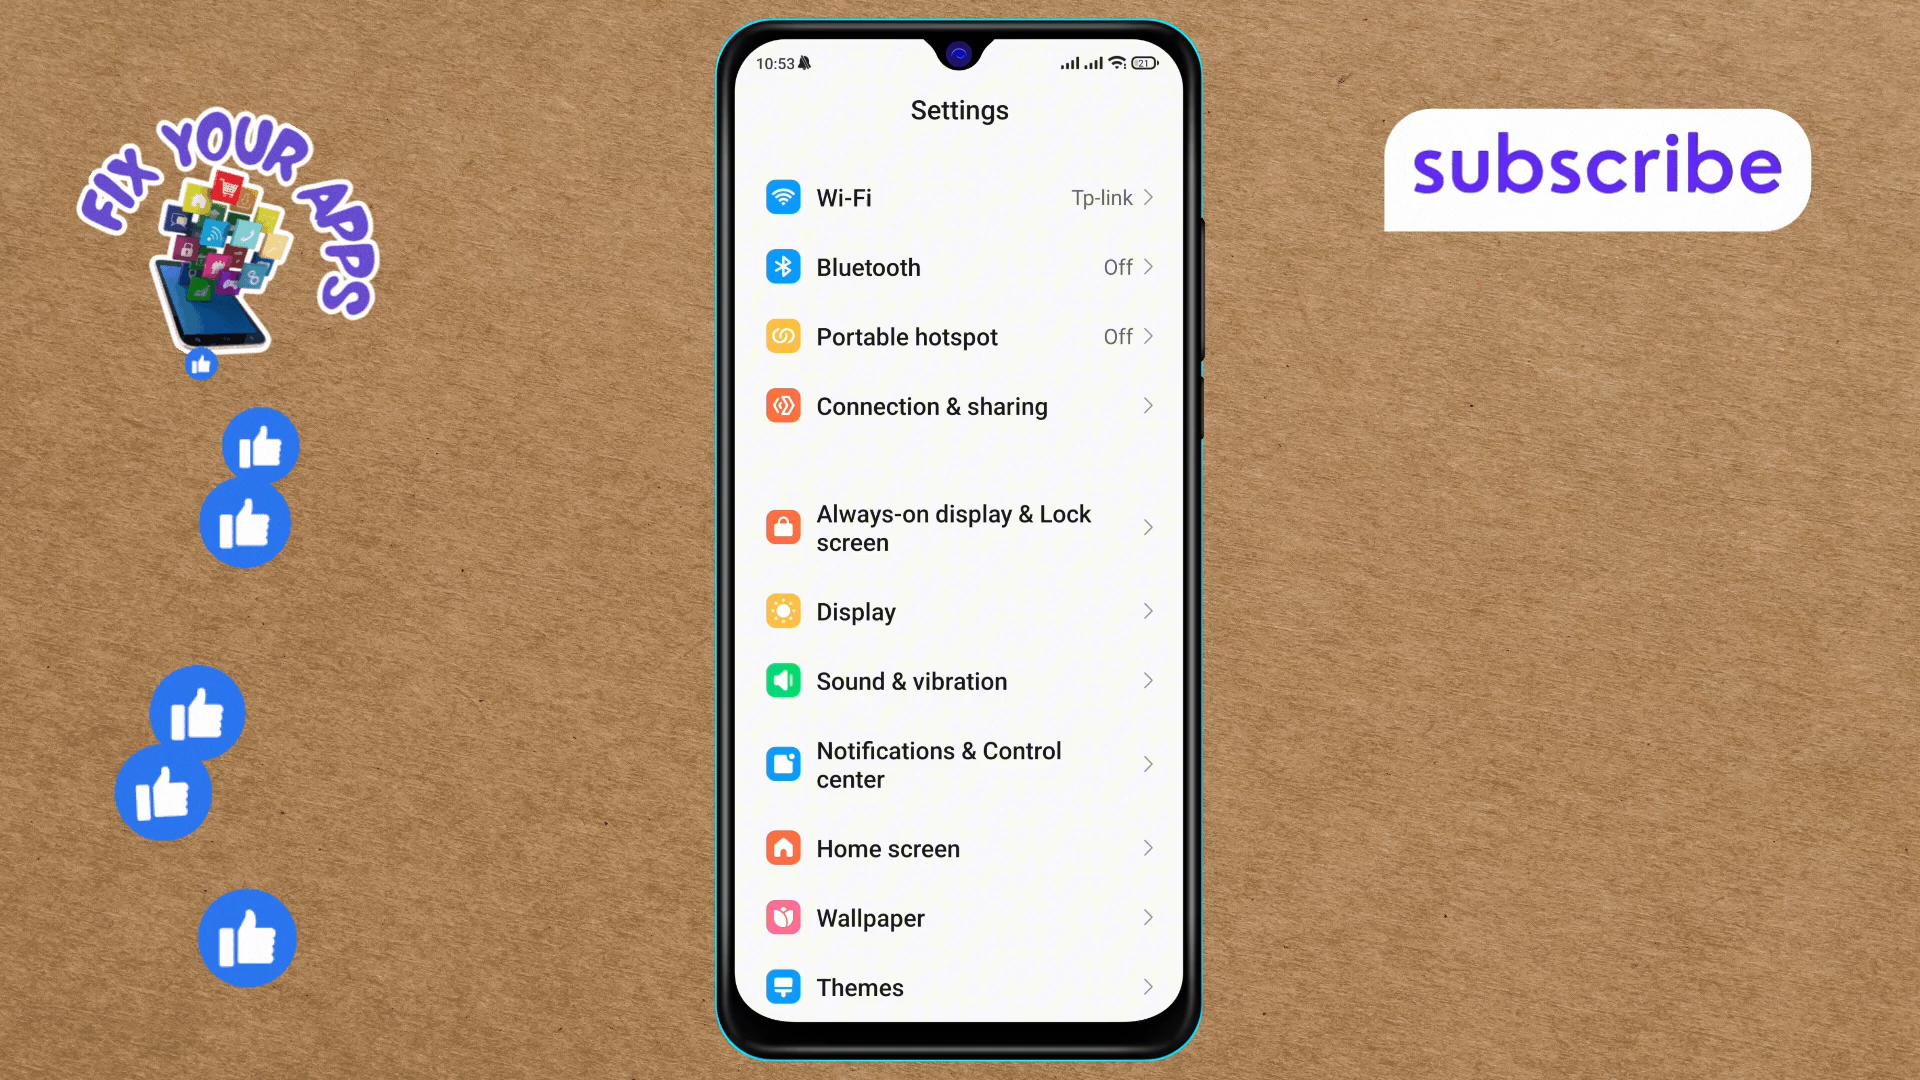 FIX YOUR APPS
10:53
21
Settings
subscribe
Wi-Fi
Tp-link
Bluetooth
Off
Portable hotspot
Off
Connection & sharing
Always-on display & Lock
screen
Display
Sound & vibration
Notifications & Control
center
Home screen
Wallpaper
Themes